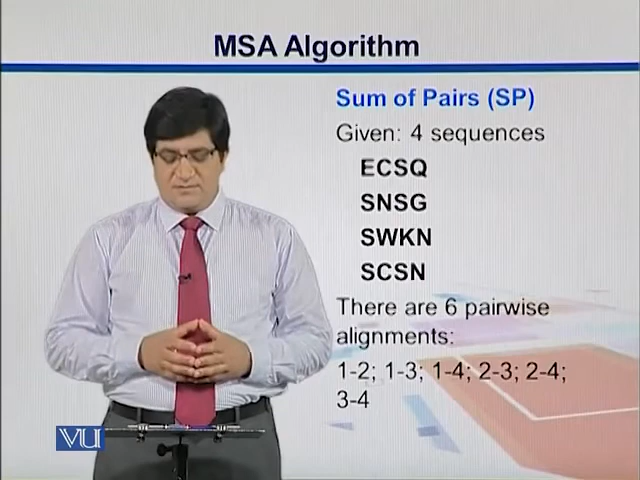 MSA Algorithm
Sum of Pairs (SP)
Given: 4 sequences
ECSQ
SNSG
SWKN
SCSN
There are 6 pairwise
alignments:
1-2; 1-3; 1-4; 2-3; 2-4;
3-4
VU